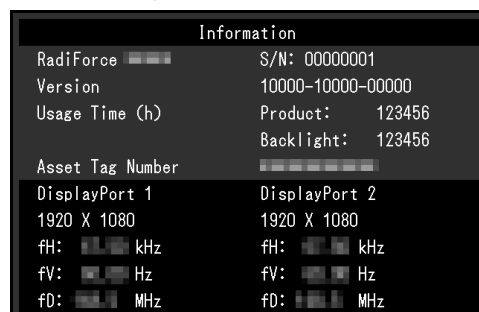 Information
RadiForce S/N: 00000001
Version 10000-10000-00000
Usage Time (h) Product: 123456
Backlight: 123456
Asset Tag Number
DisplayPort 1 DisplayPort 2
1920 X 1080 1920 X 1080
fH: kHz fH: kHz
fV: Hz fV: Hz
fD: MHz fD: MHz